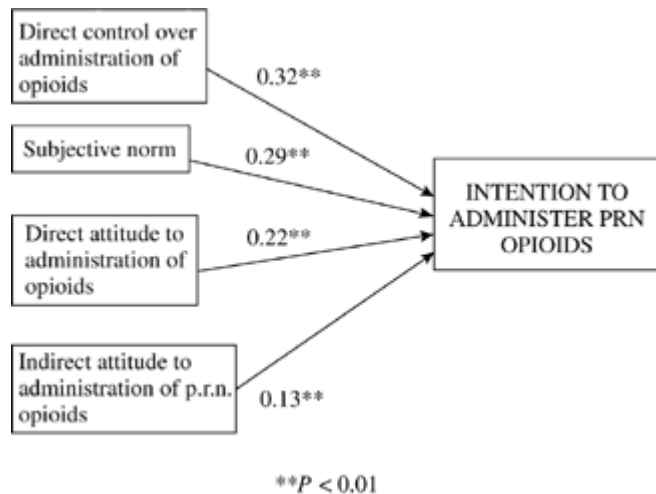 Direct control over
administration of
opioids
0.32**
Subjective norm
0.29**
INTENTION TO
ADMINISTER PRN
OPIOIDS
Direct attitude to
administration of
opioids
0.22**
Indirect attitude to
administration of p.r.n.
opioids
0.13**
**P < 0.01